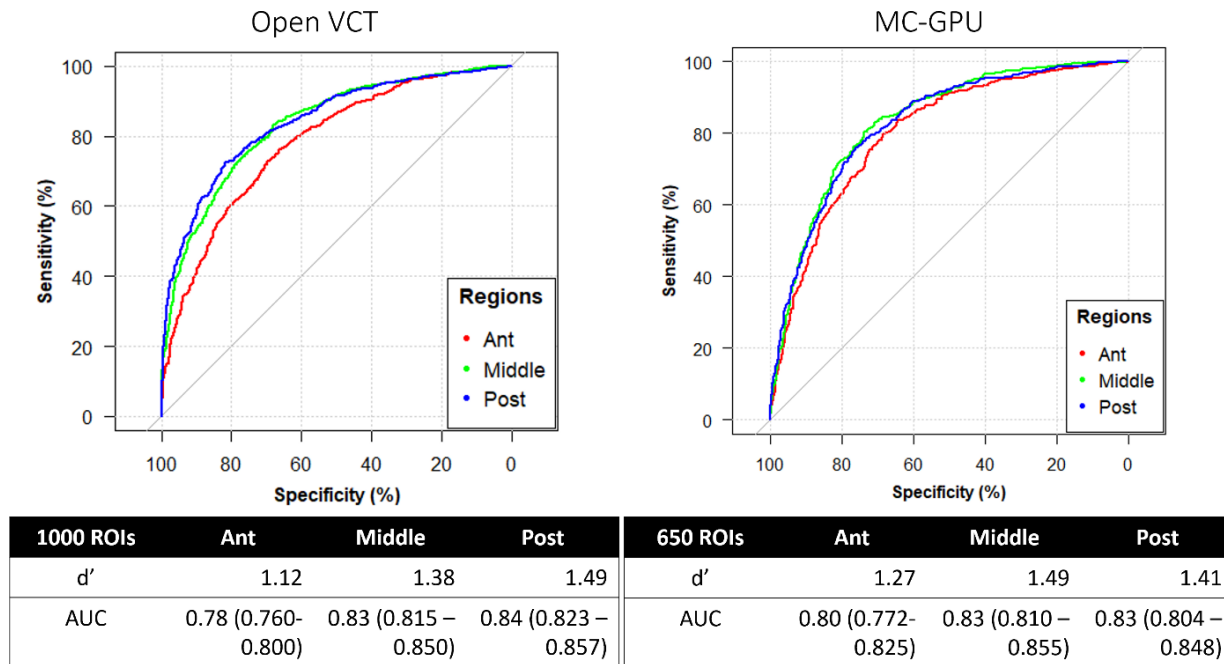 Open VCT
100
80
60
40
20
0
Sensitivity (%)
Regions
Ant
Middle
Post
100 80 60 40 20 0
Specificity (%)
MC-GPU
100
80
60
40
20
0
Sensitivity (%)
Regions
Ant
Middle
Post
100 80 60 40 20 0
Specificity (%)
1000 ROIs Ant Middle Post
d’ 1.12 1.38 1.49
AUC 0.78 (0.760- 0.83 (0.815 – 0.84 (0.823 –
0.800) 0.850) 0.857)
650 ROIs Ant Middle Post
d’ 1.27 1.49 1.41
AUC 0.80 (0.772- 0.83 (0.810 – 0.83 (0.804 –
0.825) 0.855) 0.848)